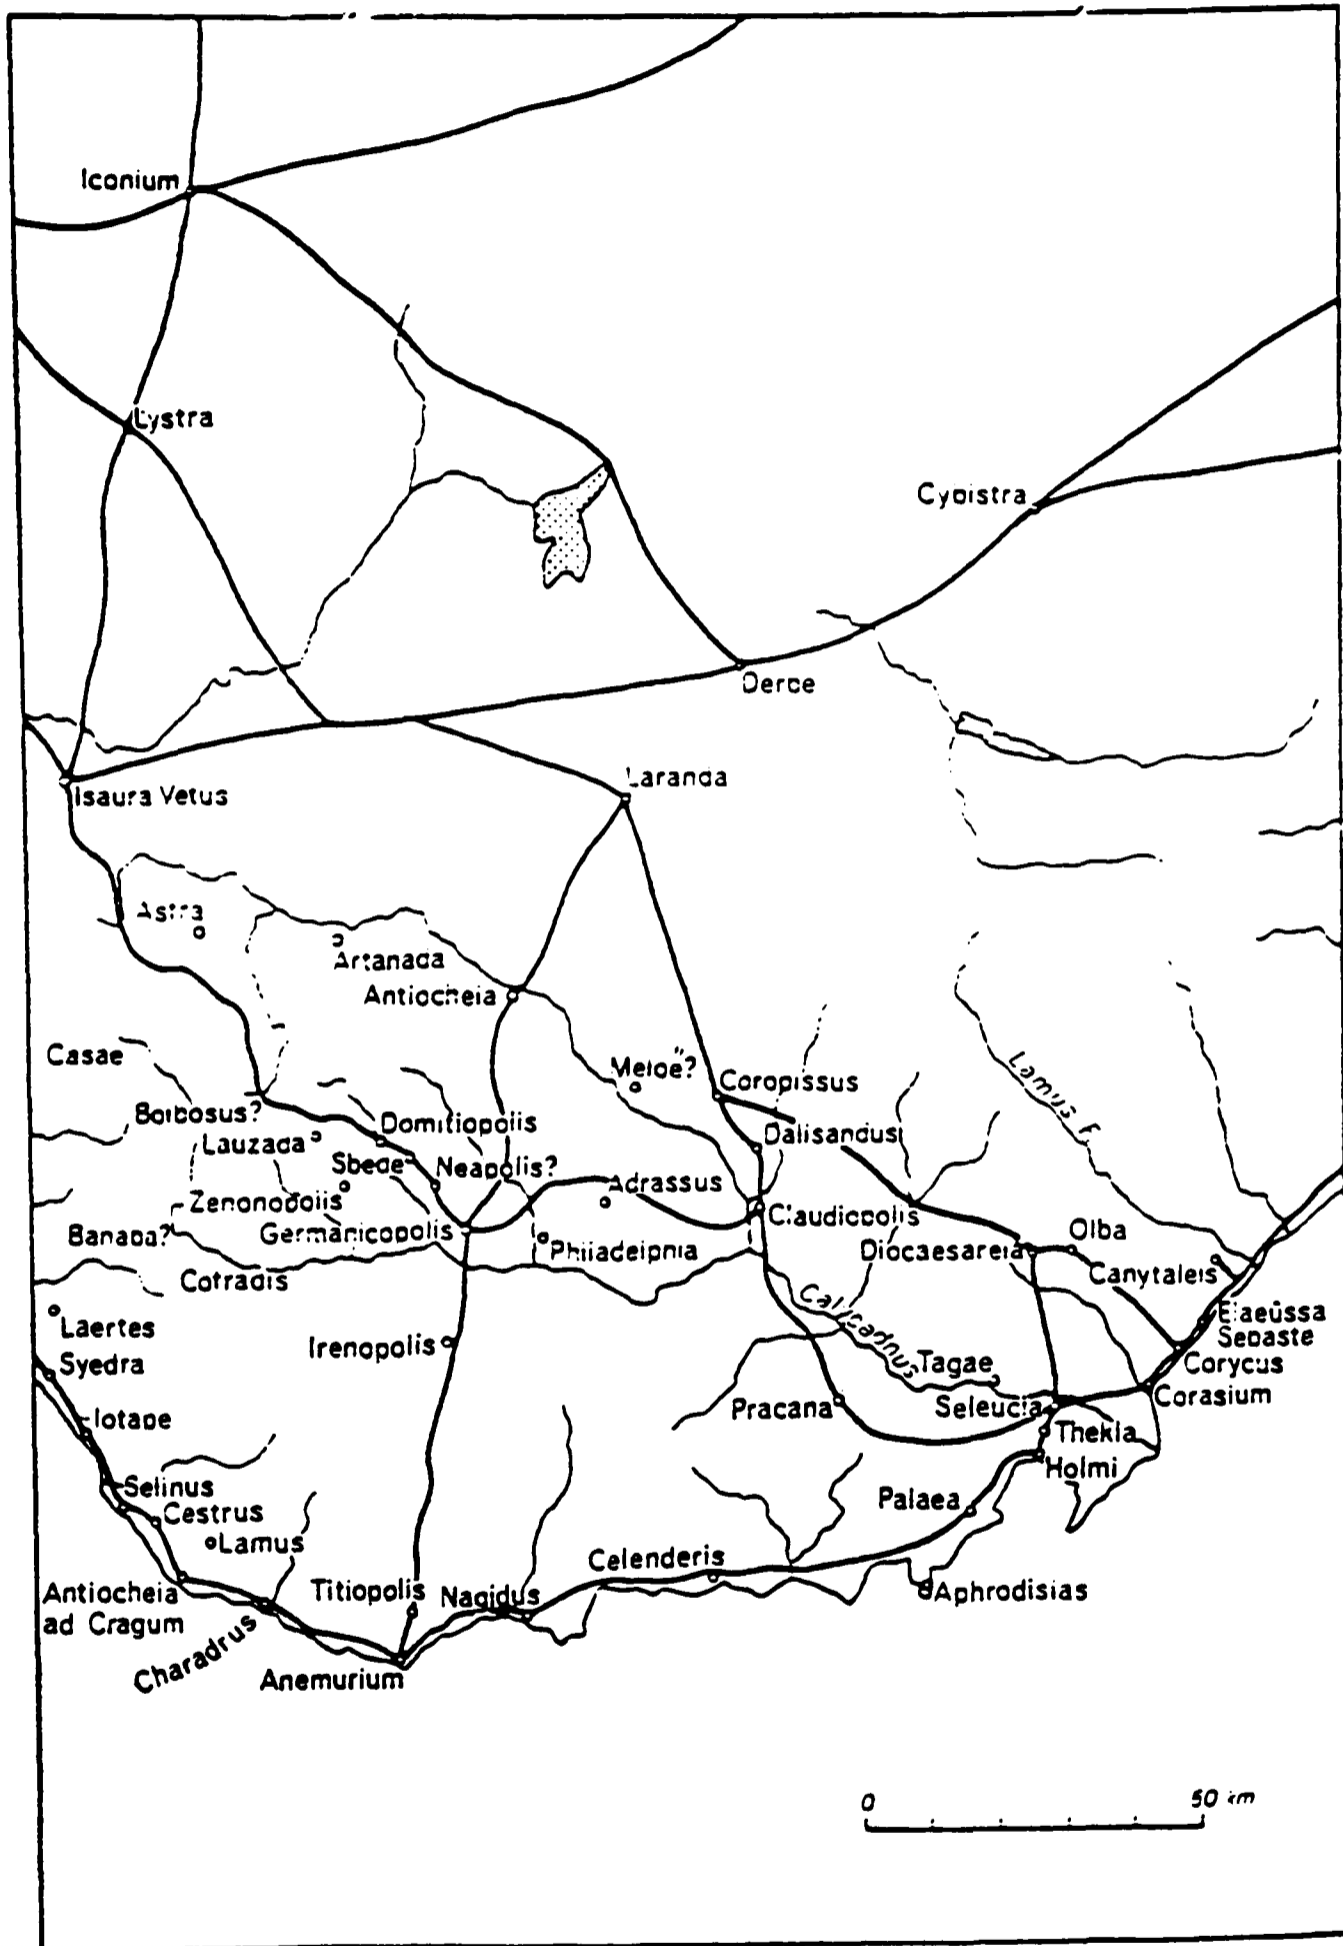 Iconium
Lystra
Cybistra
Derbe
Isaura Vetus
Laranda
Astra
Artanada
Antiocheia
Casae
Meloë?
Coropissus
Lamus F.
Borbosus?
Domitiopolis
Lauzada
Dalisandus
Sbede
Neapolis?
Adrassus
Zenonopolis
Claudiopolis
Banaba?
Germanicopolis
Philadelphia
Diocaesareia
Olba
Canytaleis
Cotradis
Calycadnus
Laertes
Elaeüssa
Sebaste
Irenopolis
Corycus
Syedra
Tagae
Corasium
Pracana
Seleucia
Iotape
Thekla
Holmi
Selinus
Palaea
Cestrus
Lamus
Celenderis
Antiocheia
ad Cragum
Titiopolis
Nagidus
Aphrodisias
Charadrus
Anemurium
0 50 km